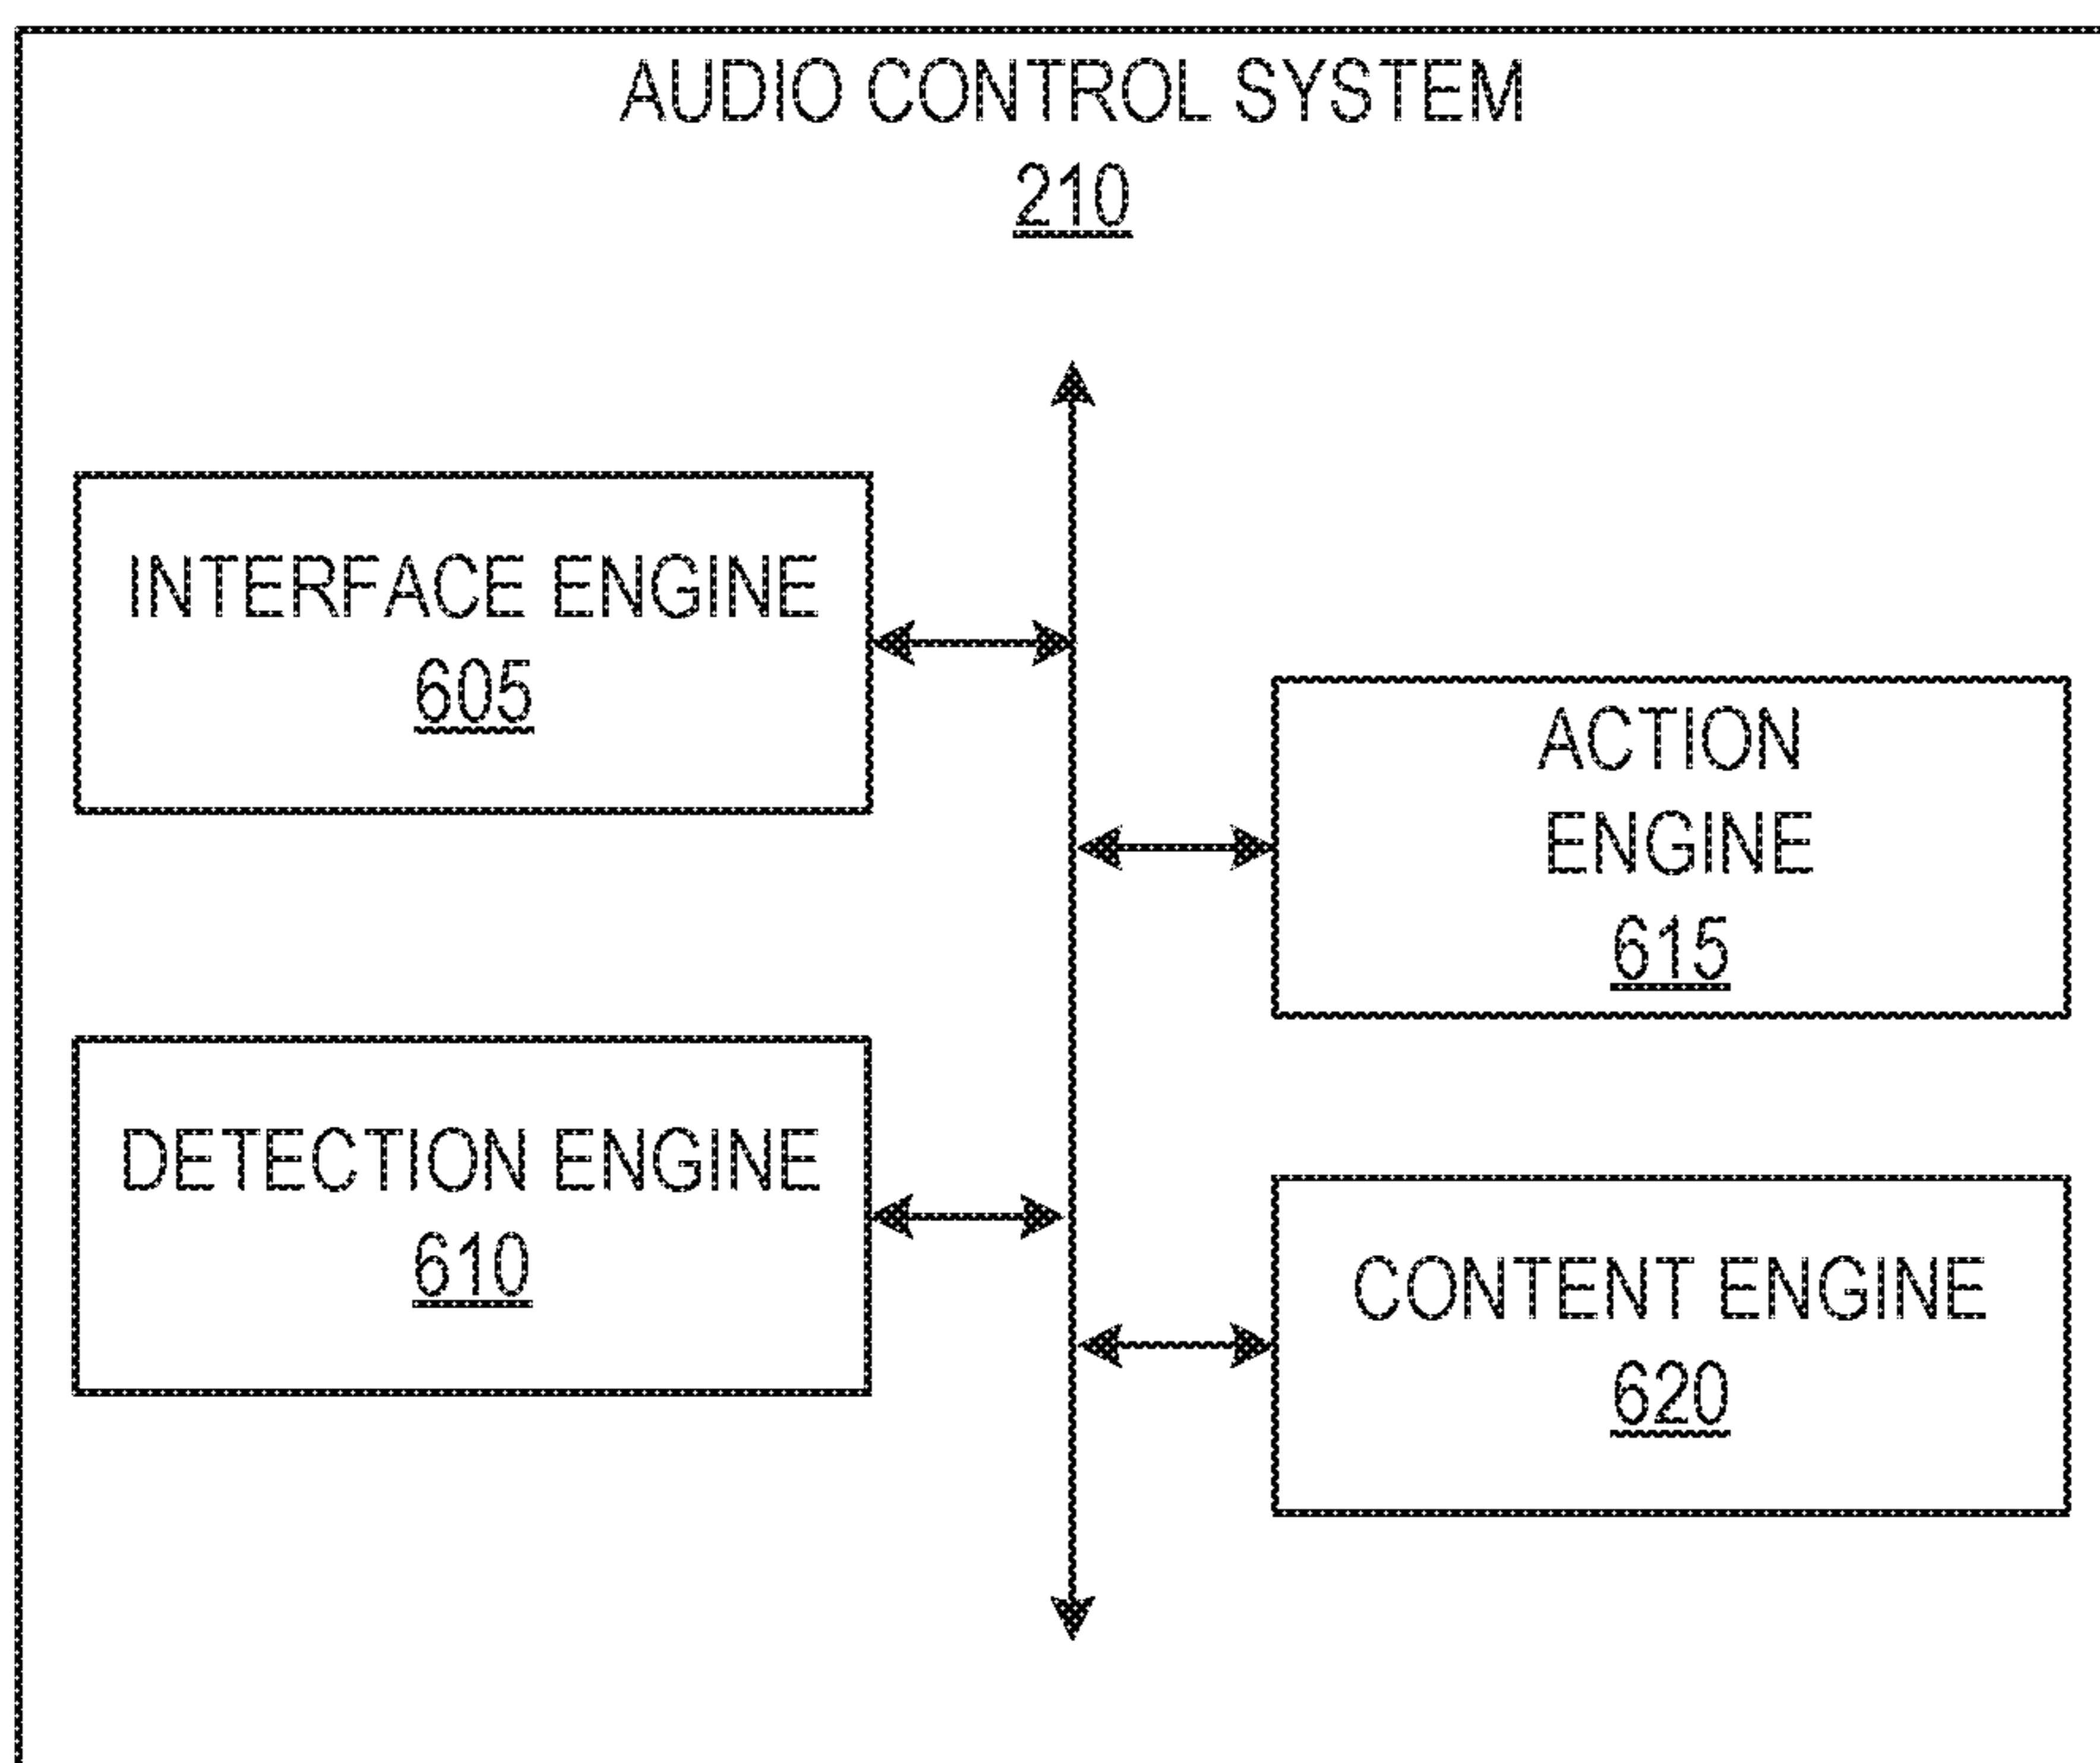 AUDIO CONTROL SYSTEM
210
INTERFACE ENGINE
605
ACTION
ENGINE
615
DETECTION ENGINE
610
CONTENT ENGINE
620